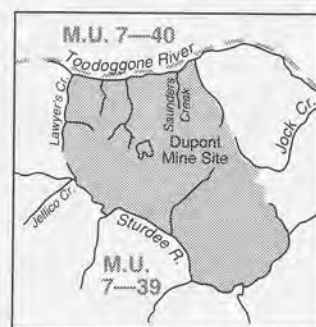 M.U. 7—40
Toodoggone River
Lawyer's Cr.
Saunders
Creek
Jock Cr.
Dupont
Mine Site
Jellico Cr.
Sturdee R.
M.U.
7—39